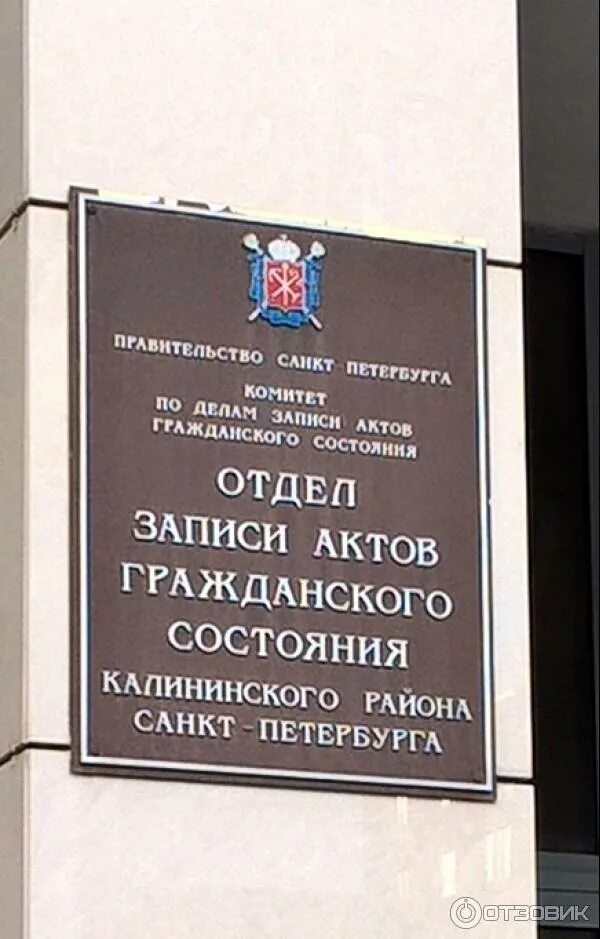 ПРАВИТЕЛЬСТВО САНКТ ПЕТЕРБУРГА
КОМИТЕТ
ПО ДЕЛАМ ЗАПИСИ АКТОВ
ГРАЖДАНСКОГО СОСТОЯНИЯ
ОТДЕЛ
ЗАПИСИ АКТОВ
ГРАЖДАНСКОГО
СОСТОЯНИЯ
КАЛИНИНСКОГО РАЙОНА
САНКТ-ПЕТЕРБУРГА
ОТЗОВИК